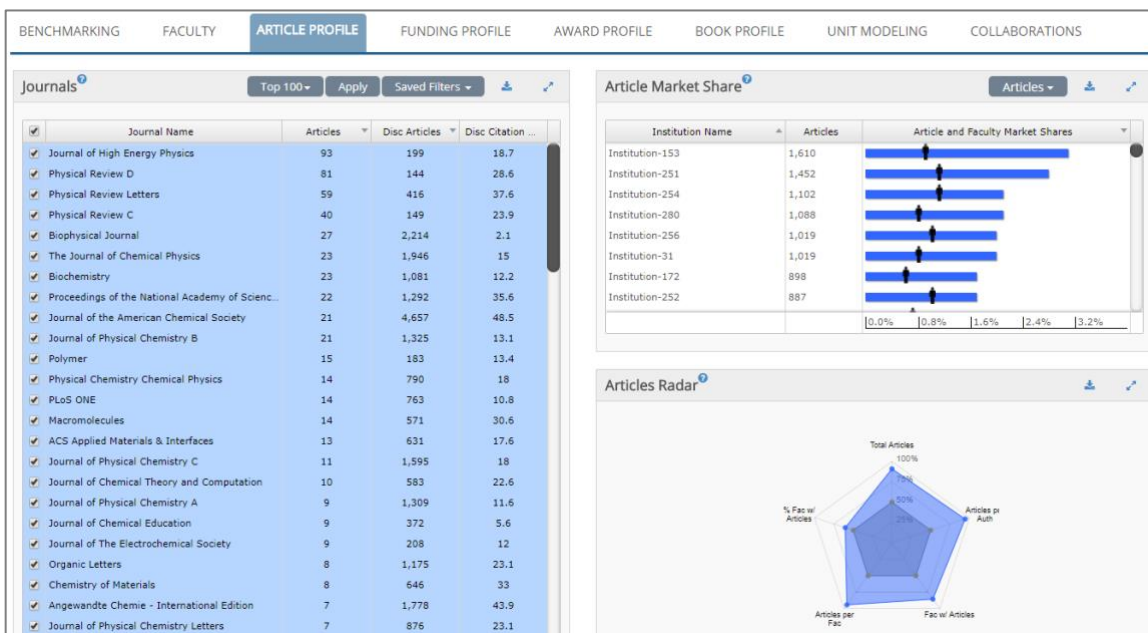 BENCHMARKING FACULTY ARTICLE PROFILE FUNDING PROFILE AWARD PROFILE BOOK PROFILE UNIT MODELING COLLABORATIONS
Journals Top 100 Apply Saved Filters
Journal Name Articles Disc Articles Disc Citation ...
Journal of High Energy Physics 93 199 18.7
Physical Review D 81 144 28.6
Physical Review Letters 59 416 37.6
Physical Review C 40 149 23.9
Biophysical Journal 27 2,214 2.1
The Journal of Chemical Physics 23 1,946 15
Biochemistry 23 1,081 12.2
Proceedings of the National Academy of Scienc... 22 1,292 35.6
Journal of the American Chemical Society 21 4,657 48.5
Journal of Physical Chemistry B 21 1,325 13.1
Polymer 15 183 13.4
Physical Chemistry Chemical Physics 14 790 18
PLoS ONE 14 763 10.8
Macromolecules 14 571 30.6
ACS Applied Materials & Interfaces 13 631 17.6
Journal of Physical Chemistry C 11 1,595 18
Journal of Chemical Theory and Computation 10 583 22.6
Journal of Physical Chemistry A 9 1,309 11.6
Journal of Chemical Education 9 372 5.6
Journal of The Electrochemical Society 9 208 12
Organic Letters 8 1,175 23.1
Chemistry of Materials 8 646 33
Angewandte Chemie - International Edition 7 1,778 43.9
Journal of Physical Chemistry Letters 7 876 23.1
Article Market Share Articles
Institution Name Articles Article and Faculty Market Shares
Institution-153 1,610
Institution-251 1,452
Institution-254 1,102
Institution-280 1,088
Institution-256 1,019
Institution-31 1,019
Institution-172 898
Institution-252 887
0.0% 0.8% 1.6% 2.4% 3.2%
Articles Radar
Total Articles
100%
75%
50%
25%
% Fac w/
Articles
Articles p
Auth
Articles per
Fac
Fac w/ Articles